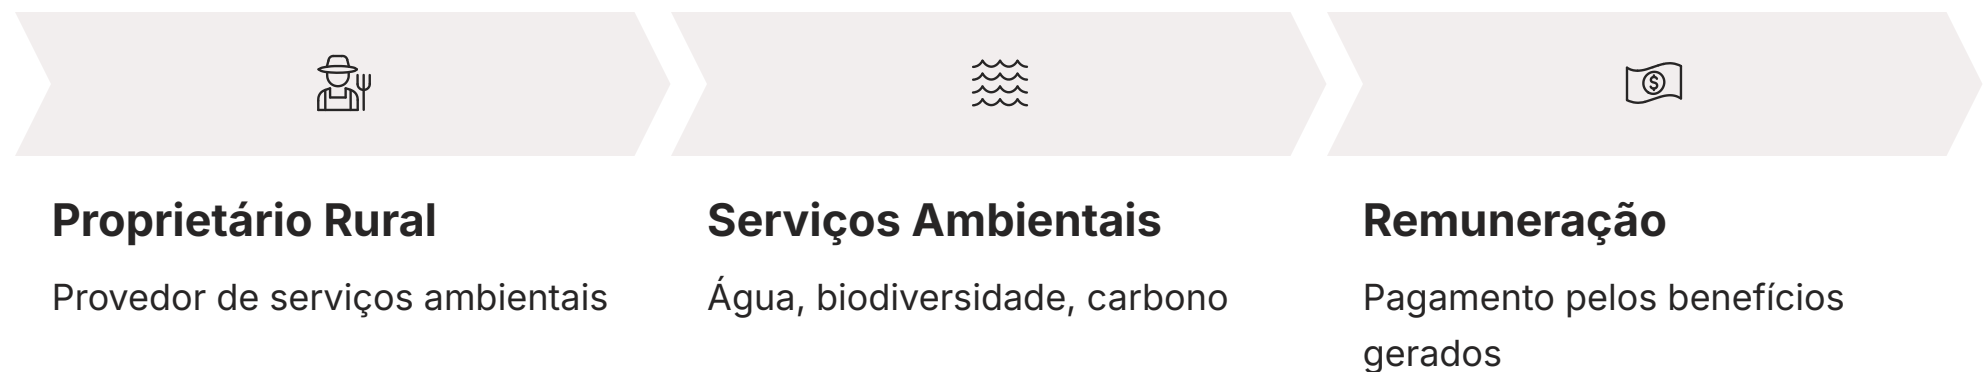 Proprietário Rural
Provedor de serviços ambientais
Serviços Ambientais
Água, biodiversidade, carbono
Remuneração
Pagamento pelos benefícios
gerados